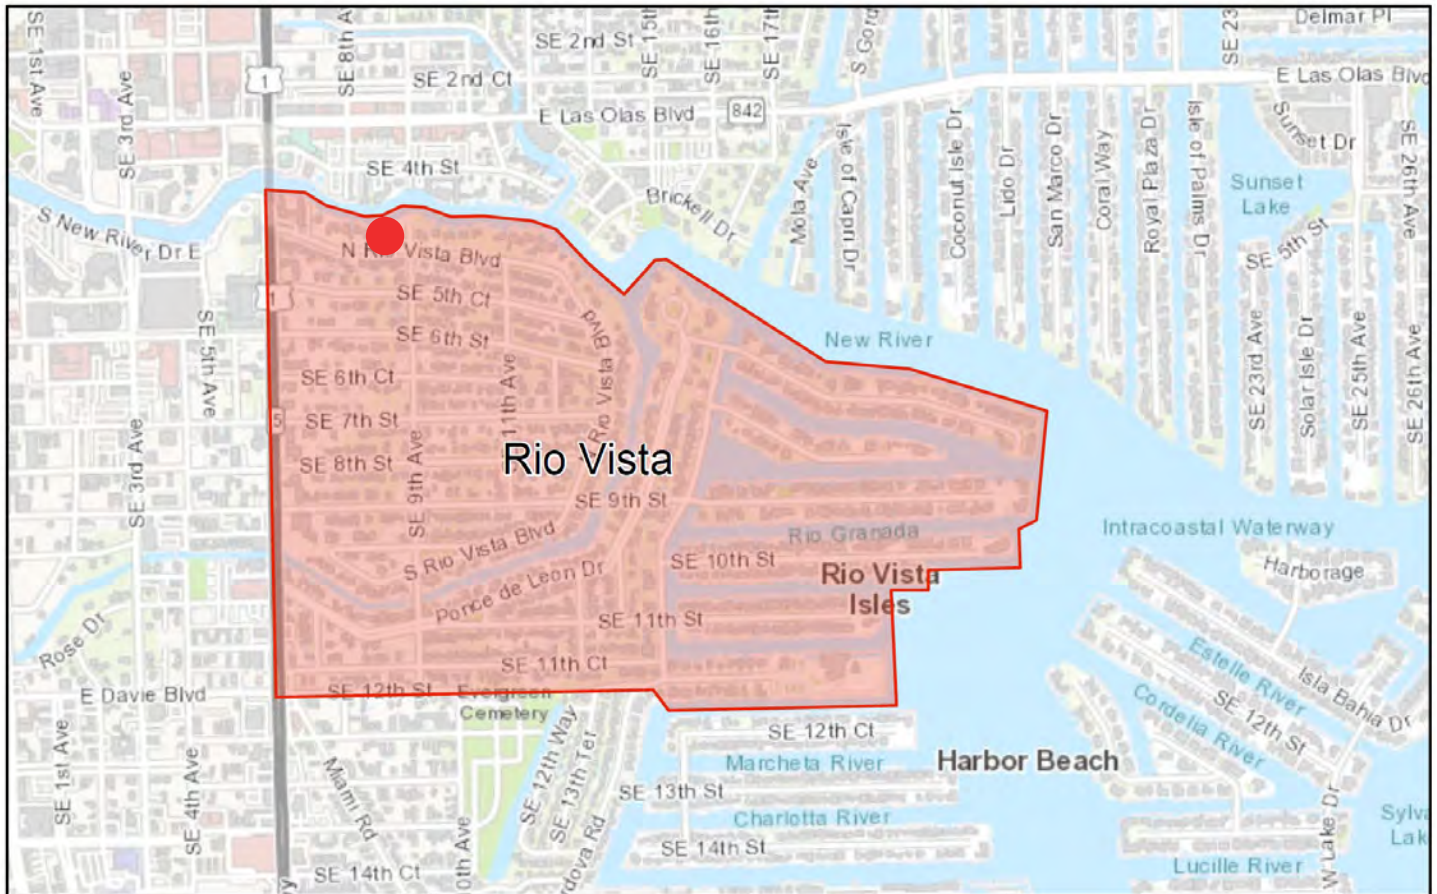 Delmar Pl
SE 1st Ave
SE 8th A
SE 2nd St
SE 15th
SE 16th
SE 17th
S Gord
SE 23
SE 3rd Ave
1
SE 2nd Ct
E Las Olas Blvd
842
E Las Olas Blvd
Sunset Dr
SE 26th Ave
SE 4th St
Isle of Capri Dr
Coconut Isle Dr
Lido Dr
San Marco Dr
Coral Way
Royal Plaza Dr
Isle of Palms Dr
Mola Ave
Brickell Dr
Sunset
Lake
S New River Dr E
N Rio Vista Blvd
SE 5th St
1
SE 5th Ct
SE 5th Ave
SE 6th St
Rio Vista Blvd
New River
SE 23rd Ave
Solar Isle Dr
SE 25th Ave
SE 26th Ave
SE 6th Ct
11th Ave
5
SE 7th St
SE 3rd Ave
SE 8th St
SE 9th Ave
Rio Vista
SE 9th St
Rio Granada
Intracoastal Waterway
S Rio Vista Blvd
SE 10th St
Rio Vista
Isles
Harborage
Ponce de Leon Dr
SE 11th St
Rose Dr
SE 11th Ct
Estelle River
Isla Bahia Dr
E Davie Blvd
SE 12th St
Evergreen
Cemetery
Cordelia River
SE 12th St
SE 1st Ave
SE 4th Ave
Miami Rd
SE 12th Way
SE 13th Ter
SE 12th Ct
Marcheta River
Harbor Beach
SE 13th St
Charlotta River
SE 14th St
SE 14th Ct
0th Ave
rdova Rd
N Lake Dr
Sylva
Lak
Lucille River